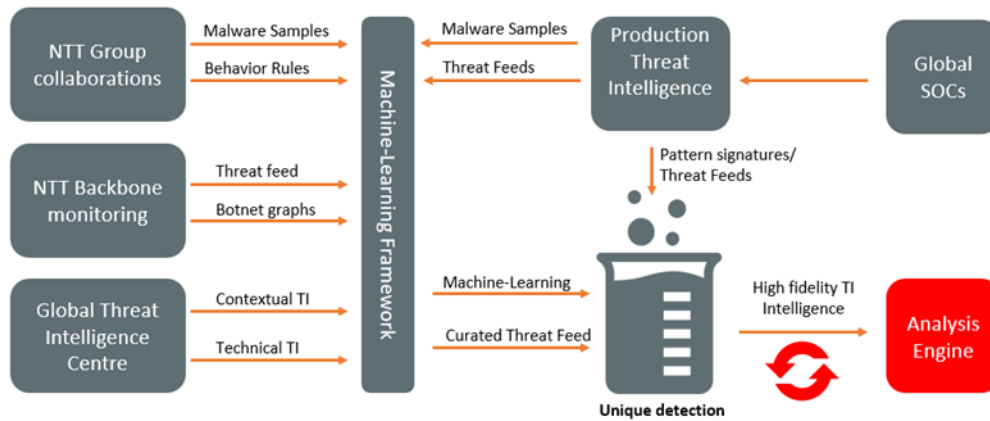 NTT Group
collaborations
Malware Samples
Behavior Rules
NTT Backbone
monitoring
Threat feed
Botnet graphs
Global Threat
Intelligence
Centre
Contextual TI
Technical TI
Machine-Learning Framework
Malware Samples
Threat Feeds
Production
Threat
Intelligence
Global
SOCs
Pattern signatures/
Threat Feeds
Machine-Learning
Curated Threat Feed
Unique detection
High fidelity TI
Intelligence
Analysis
Engine